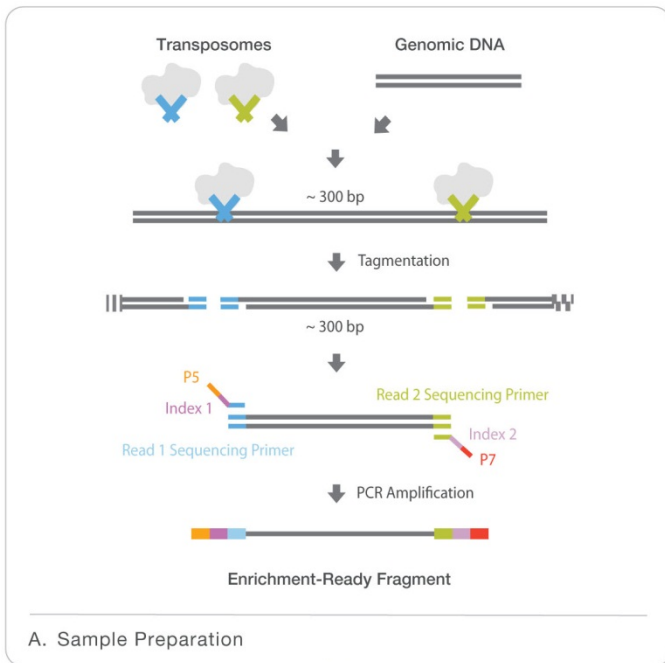 Transposomes
Genomic DNA
~ 300 bp
Tagmentation
~ 300 bp
P5
Index 1
Read 2 Sequencing Primer
Read 1 Sequencing Primer
Index 2
P7
PCR Amplification
Enrichment-Ready Fragment
A. Sample Preparation